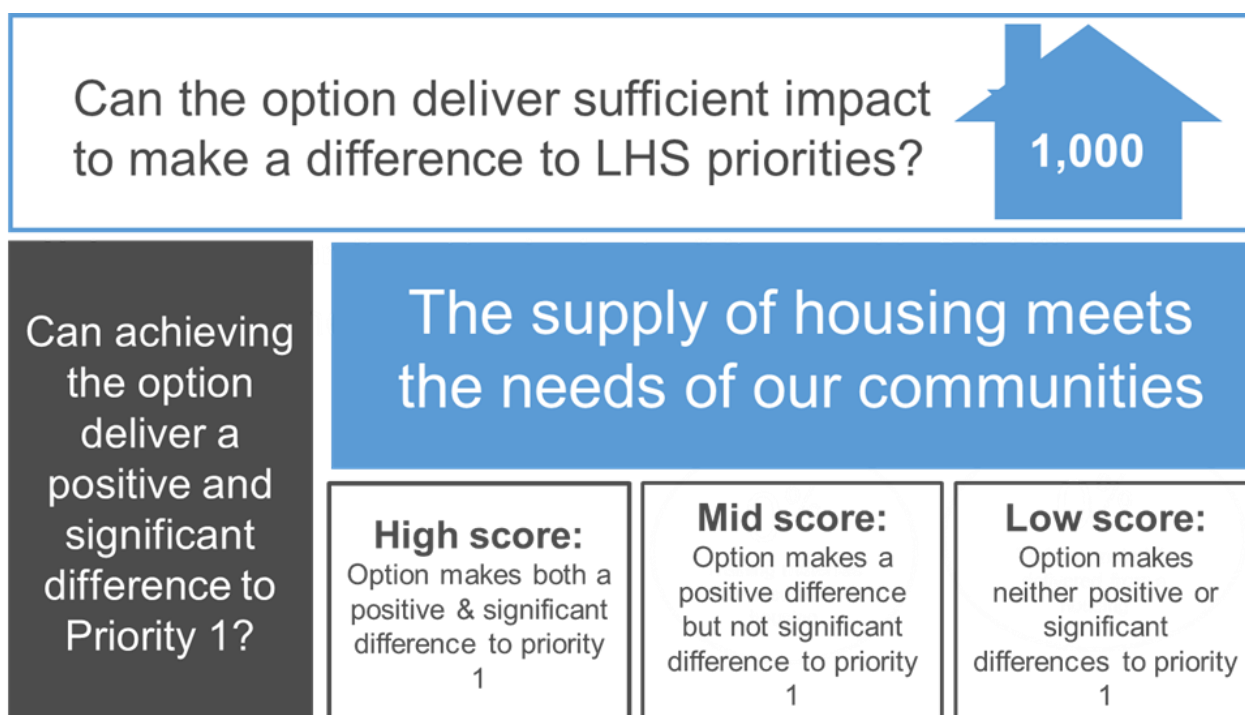 Can the option deliver sufficient impact
to make a difference to LHS priorities?
1,000
Can achieving
the option
deliver a
positive and
significant
difference to
Priority 1?
The supply of housing meets
the needs of our communities
High score:
Option makes both a
positive & significant
difference to priority
1
Mid score:
Option makes a
positive difference
but not significant
difference to priority
1
Low score:
Option makes
neither positive or
significant
differences to priority
1